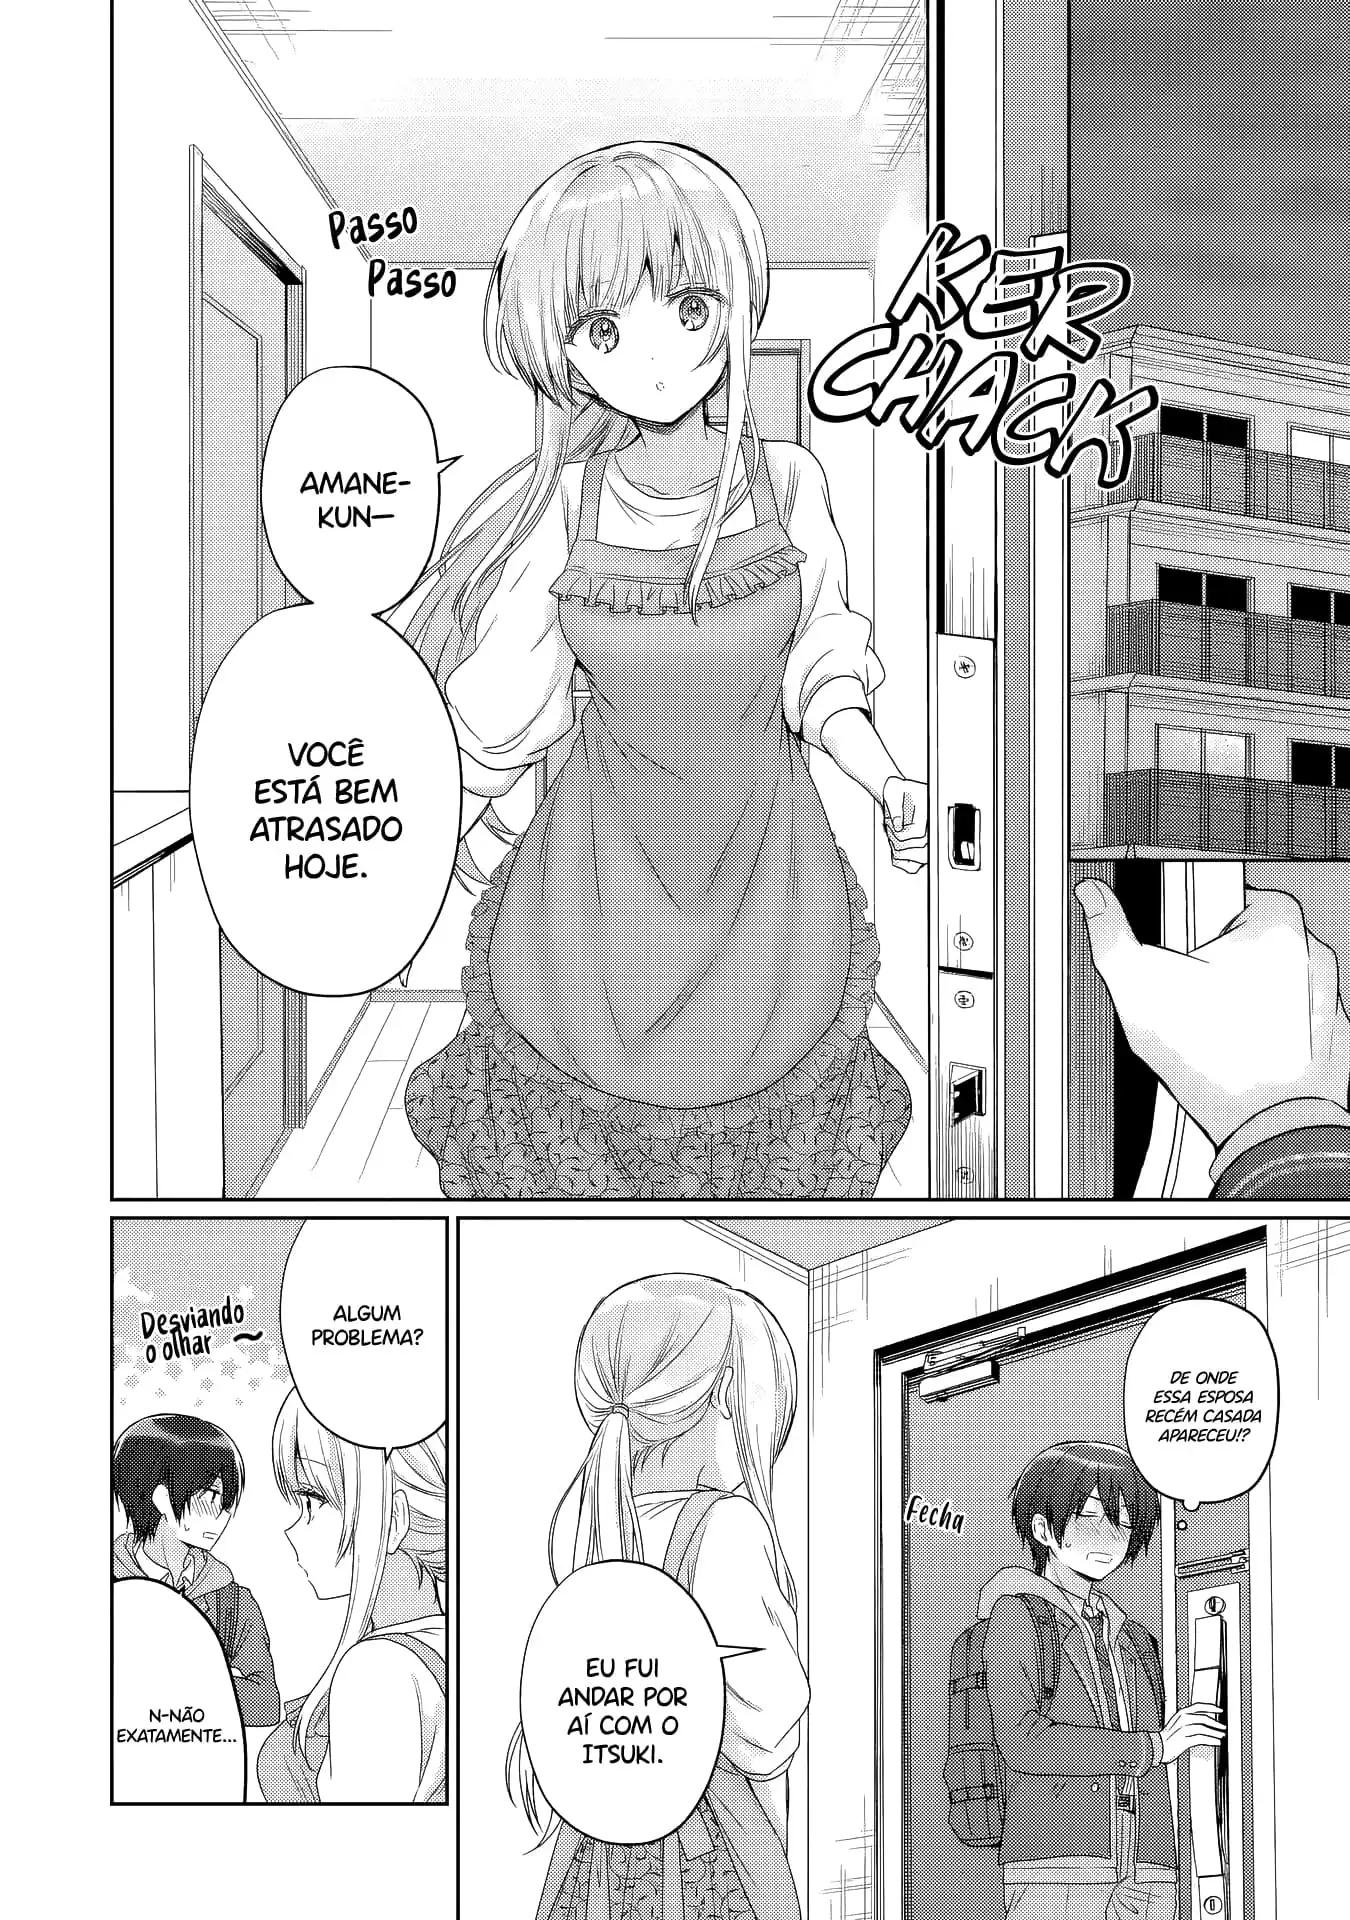 KER
CHACK
Passo
Passo
AMANE-
KUN—
VOCÊ
ESTÁ BEM
ATRASADO
HOJE.
DE ONDE
ESSA ESPOSA
RECÉM CASADA
APARECEU!?
Fecha
EU FUI
ANDAR POR
AÍ COM O
ITSUKI.
ALGUM
PROBLEMA?
Desviando
o olhar ~
N-NÃO
EXATAMENTE...